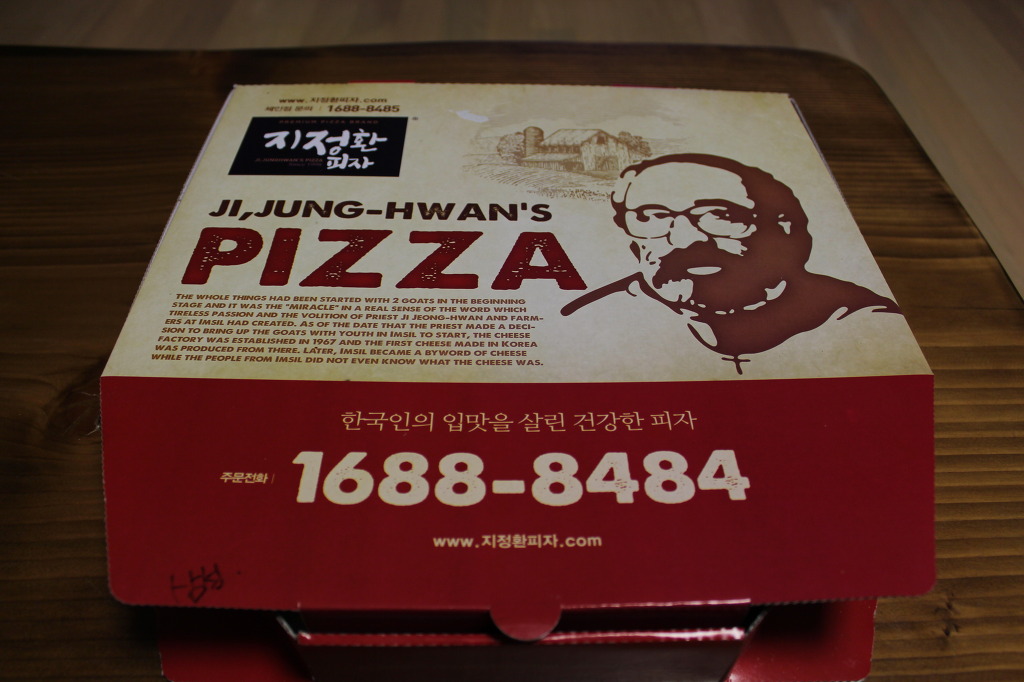 www.지정환피자.com
체인점 문의 | 1688-8485
PREMIUM PIZZA BRAND
지정환
피자
JI JUNGHWAN'S PIZZA
JI,JUNG-HWAN'S
PIZZA
THE WHOLE THINGS HAD BEEN STARTED WITH 2 GOATS IN THE BEGINNING
STAGE AND IT WAS THE "MIRACLE" IN A REAL SENSE OF THE WORD WHICH
TIRELESS PASSION AND THE VOLITION OF PRIEST JI JEONG-HWAN AND FARM-
ERS AT IMSIL HAD CREATED. AS OF THE DATE THAT THE PRIEST MADE A DECI-
SION TO BRING UP THE GOATS WITH YOUTH IN IMSIL TO START, THE CHEESE
FACTORY WAS ESTABLISHED IN 1967 AND THE FIRST CHEESE MADE IN KOREA
WAS PRODUCED FROM THERE. LATER, IMSIL BECAME A BYWORD OF CHEESE
WHILE THE PEOPLE FROM IMSIL DID NOT EVEN KNOW WHAT THE CHEESE WAS.
한국인의 입맛을 살린 건강한 피자
주문전화 | 1688-8484
www.지정환피자.com